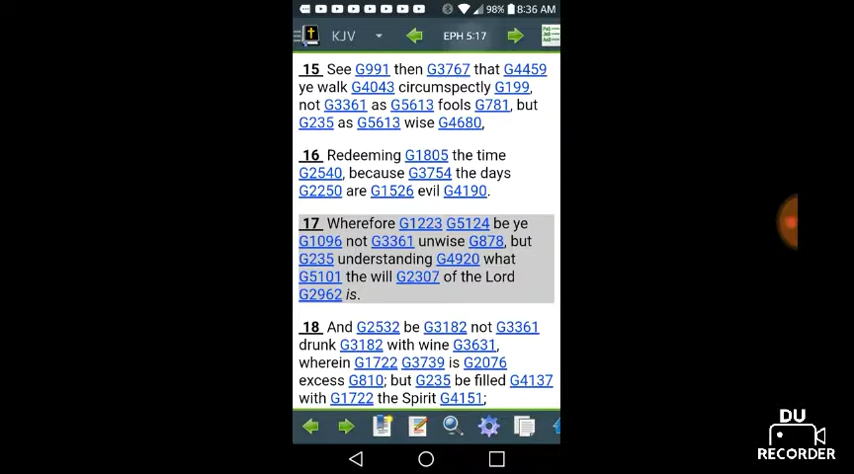 98% 8:36 AM
KJV EPH 5:17
15 See G991 then G3767 that G4459
ye walk G4043 circumspectly G199,
not G3361 as G5613 fools G781, but
G235 as G5613 wise G4680,
16 Redeeming G1805 the time
G2540, because G3754 the days
G2250 are G1526 evil G4190.
17 Wherefore G1223 G5124 be ye
G1096 not G3361 unwise G878, but
G235 understanding G4920 what
G5101 the will G2307 of the Lord
G2962 is.
18 And G2532 be G3182 not G3361
drunk G3182 with wine G3631,
wherein G1722 G3739 is G2076
excess G810; but G235 be filled G4137
with G1722 the Spirit G4151;
DU
RECORDER